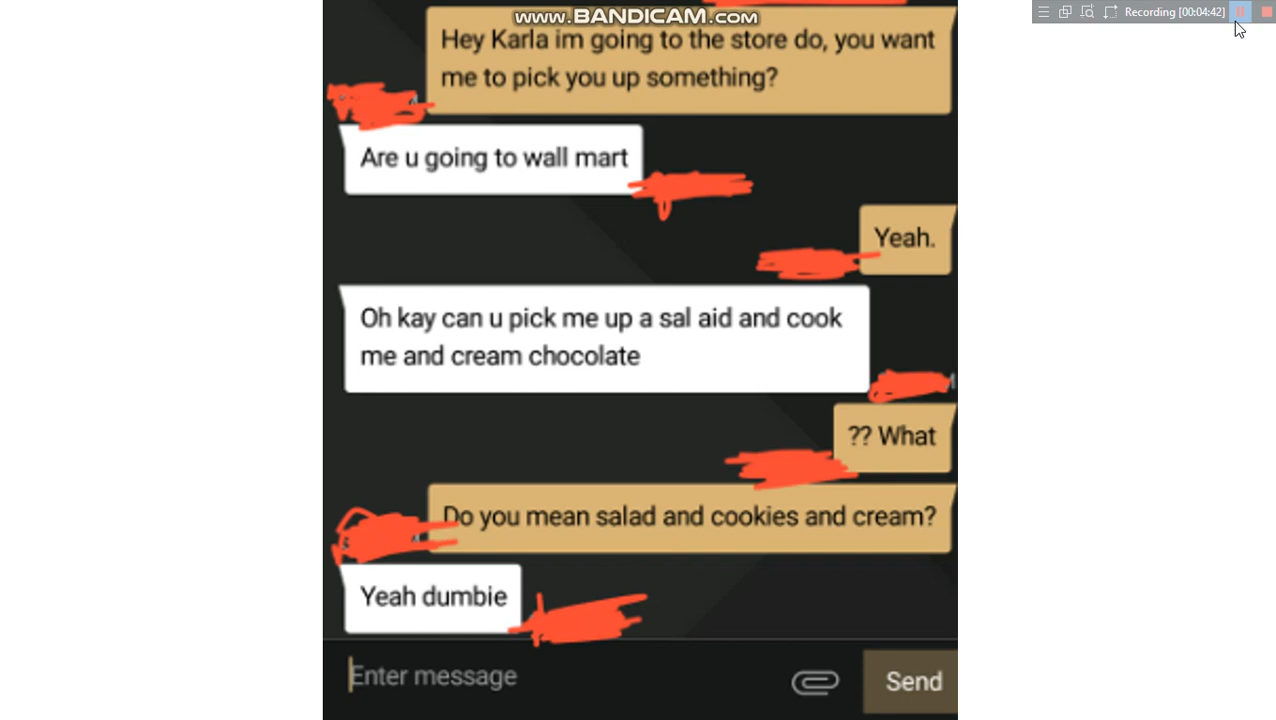 www.BANDICAM.com
Recording [00:04:42]
Hey Karla im going to the store do, you want
me to pick you up something?
Are u going to wall mart
Yeah.
Oh kay can u pick me up a sal aid and cook
me and cream chocolate
?? What
Do you mean salad and cookies and cream?
Yeah dumbie
Enter message
Send